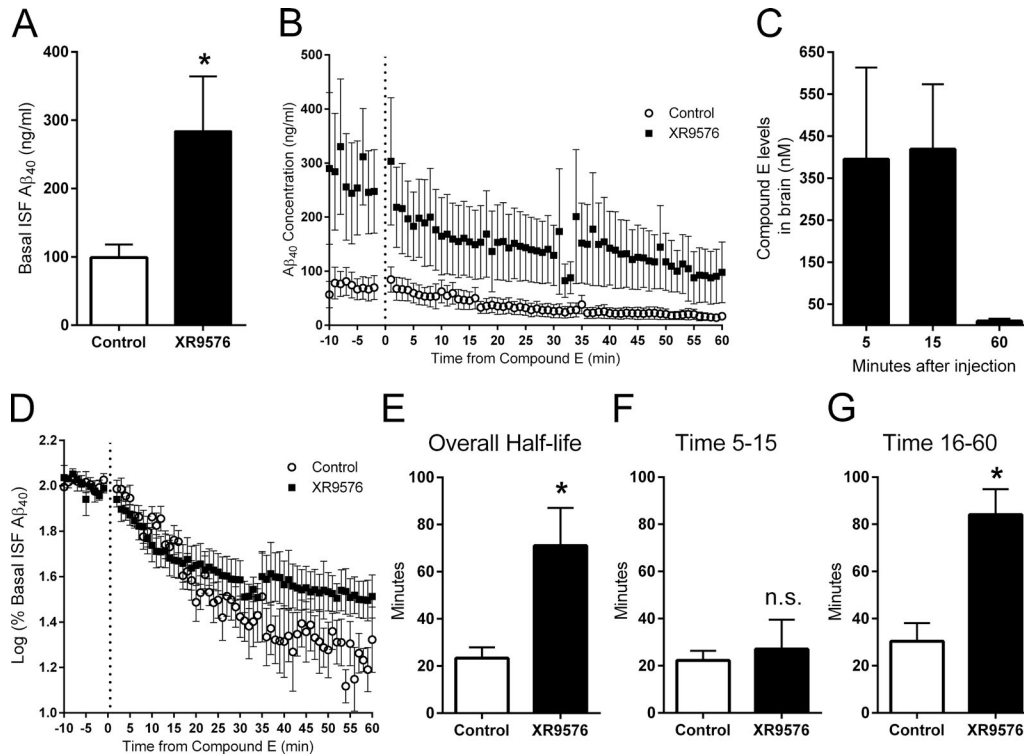 A
Basal ISF Aβ40 (ng/ml)
400
300
200
100
0
*
Control
XR9576
B
Aβ40 Concentration (ng/ml)
500
400
300
200
100
0
Control
XR9576
-10 -5 0 5 10 15 20 25 30 35 40 45 50 55 60
Time from Compound E (min)
C
Compound E levels
in brain (nM)
650
550
450
350
250
150
50
5 15 60
Minutes after injection
D
Log (% Basal ISF Aβ40)
2.2
2.0
1.8
1.6
1.4
1.2
1.0
Control
XR9576
-10 -5 0 5 10 15 20 25 30 35 40 45 50 55 60
Time from Compound E (min)
E
Overall Half-life
Minutes
100
80
60
40
20
0
*
Control
XR9576
F
Time 5-15
Minutes
100
80
60
40
20
0
n.s.
Control
XR9576
G
Time 16-60
Minutes
100
80
60
40
20
0
*
Control
XR9576